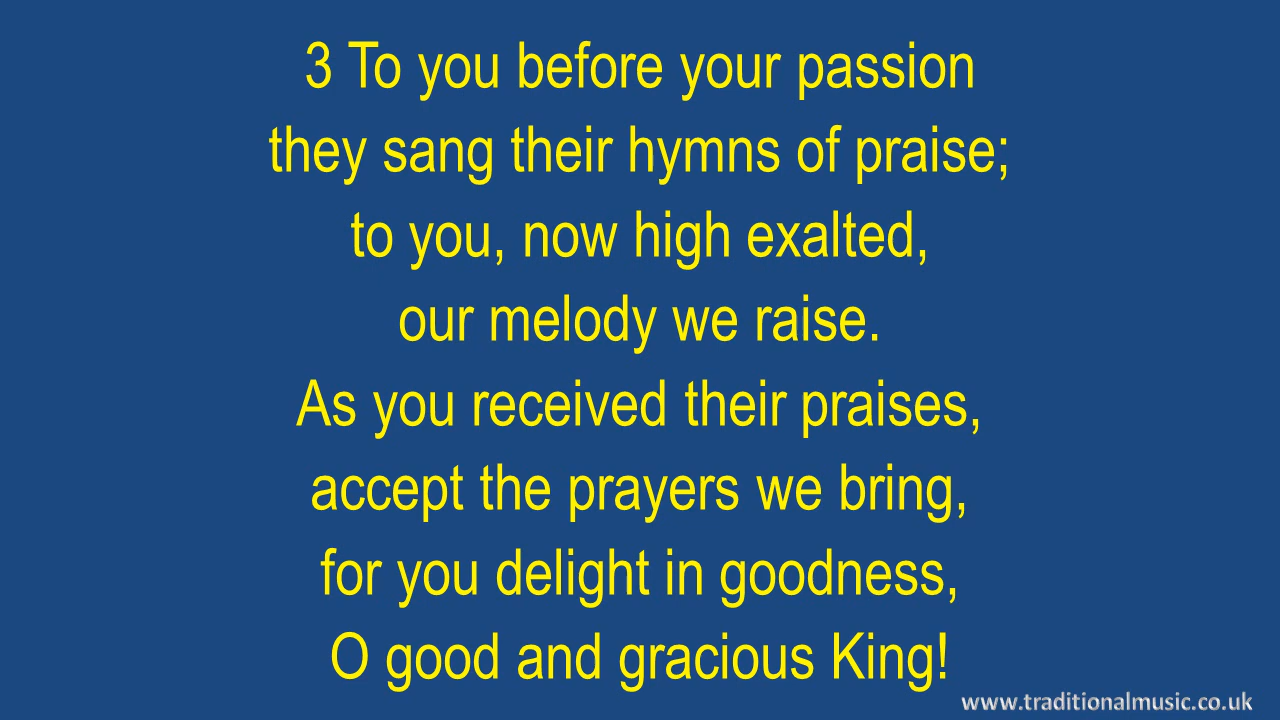 3 To you before your passion
they sang their hymns of praise;
to you, now high exalted,
our melody we raise.
As you received their praises,
accept the prayers we bring,
for you delight in goodness,
O good and gracious King!
www.traditionalmusic.co.uk